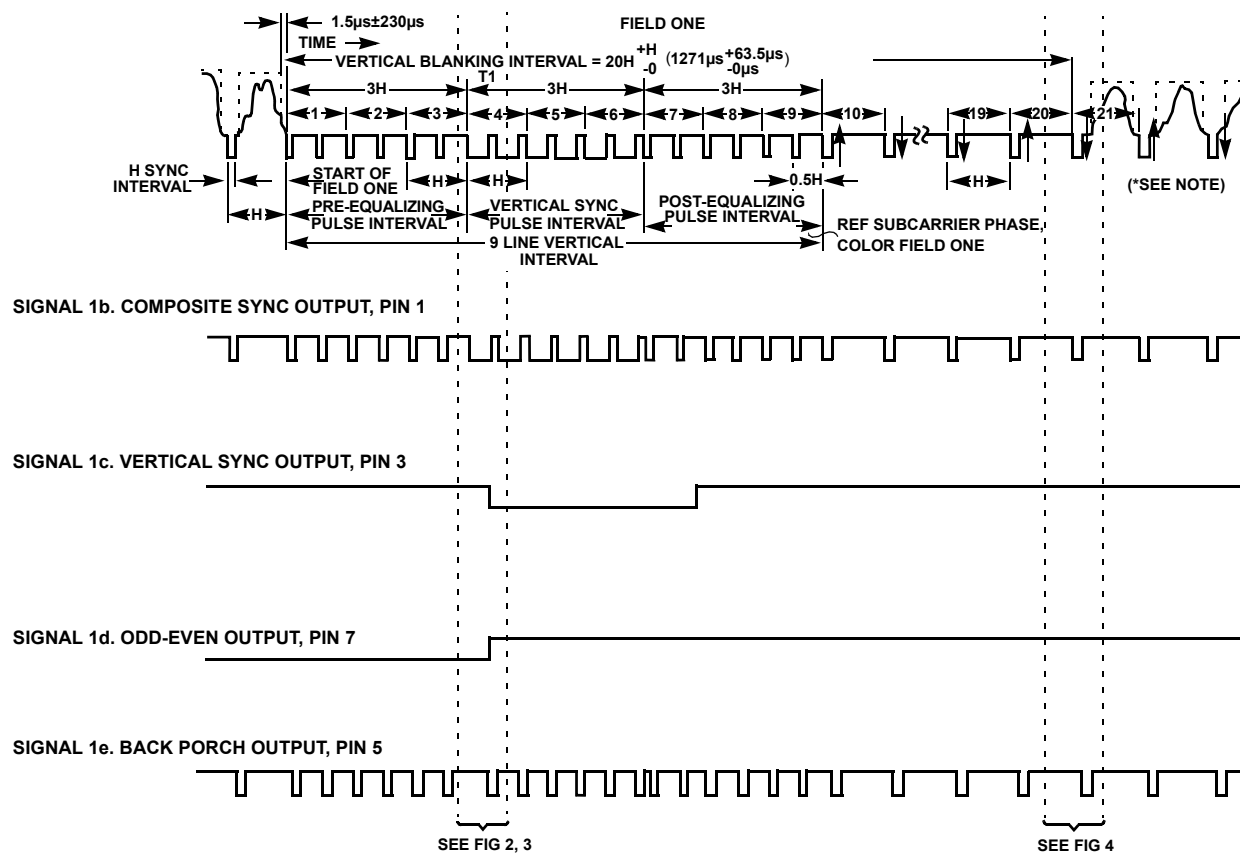 1.5µs±230µs
FIELD ONE
TIME
VERTICAL BLANKING INTERVAL = 20H +H -0 (1271µs +63.5µs -0µs)
T1
3H 3H 3H
1 2 3 4 5 6 7 8 9 10 19 20 21
H SYNC INTERVAL
START OF FIELD ONE
H H 0.5H H
(*SEE NOTE)
H
PRE-EQUALIZING PULSE INTERVAL
VERTICAL SYNC PULSE INTERVAL
POST-EQUALIZING PULSE INTERVAL
REF SUBCARRIER PHASE, COLOR FIELD ONE
9 LINE VERTICAL INTERVAL
SIGNAL 1b. COMPOSITE SYNC OUTPUT, PIN 1
SIGNAL 1c. VERTICAL SYNC OUTPUT, PIN 3
SIGNAL 1d. ODD-EVEN OUTPUT, PIN 7
SIGNAL 1e. BACK PORCH OUTPUT, PIN 5
SEE FIG 2, 3
SEE FIG 4